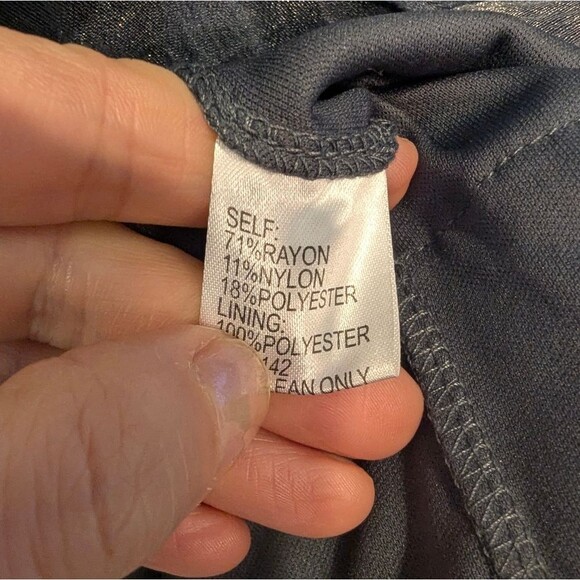 SELF:
71%RAYON
11%NYLON
18%POLYESTER
LINING:
100%POLYESTER
142
EAN ONLY